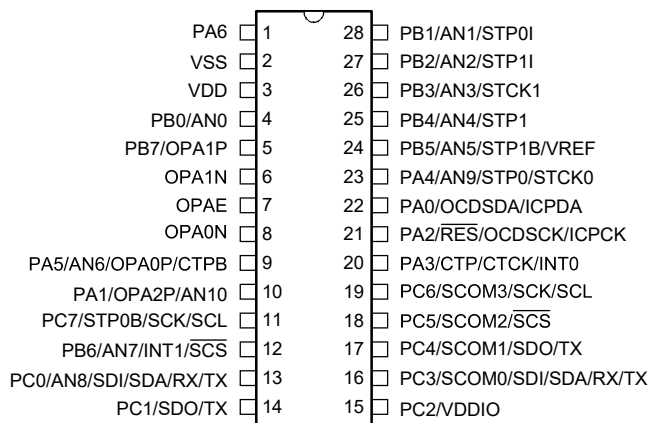 PA6 1 28 PB1/AN1/STP0I
VSS 2 27 PB2/AN2/STP1I
VDD 3 26 PB3/AN3/STCK1
PB0/AN0 4 25 PB4/AN4/STP1
PB7/OPA1P 5 24 PB5/AN5/STP1B/VREF
OPA1N 6 23 PA4/AN9/STP0/STCK0
OPAE 7 22 PA0/OCDSDA/ICPDA
OPA0N 8 21 PA2/RES/OCDSCK/ICPCK
PA5/AN6/OPA0P/CTPB 9 20 PA3/CTP/CTCK/INT0
PA1/OPA2P/AN10 10 19 PC6/SCOM3/SCK/SCL
PC7/STP0B/SCK/SCL 11 18 PC5/SCOM2/SCS
PB6/AN7/INT1/SCS 12 17 PC4/SCOM1/SDO/TX
PC0/AN8/SDI/SDA/RX/TX 13 16 PC3/SCOM0/SDI/SDA/RX/TX
PC1/SDO/TX 14 15 PC2/VDDIO